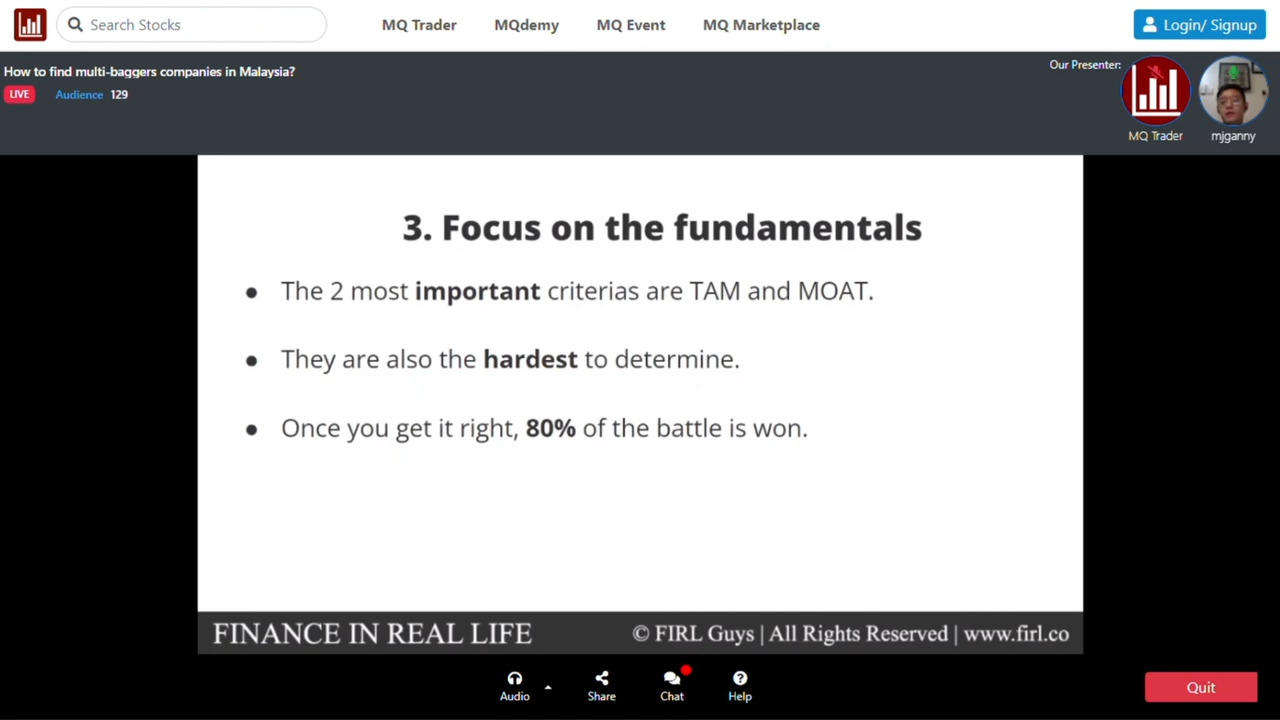 Search Stocks
MQ Trader
MQdemy
MQ Event
MQ Marketplace
Login/ Signup
How to find multi-baggers companies in Malaysia?
Our Presenter:
LIVE
Audience 129
MQ Trader
mjganny
3. Focus on the fundamentals
● The 2 most important criterias are TAM and MOAT.
● They are also the hardest to determine.
● Once you get it right, 80% of the battle is won.
FINANCE IN REAL LIFE
© FIRL Guys | All Rights Reserved | www.firl.co
Audio
Share
Chat
Help
Quit